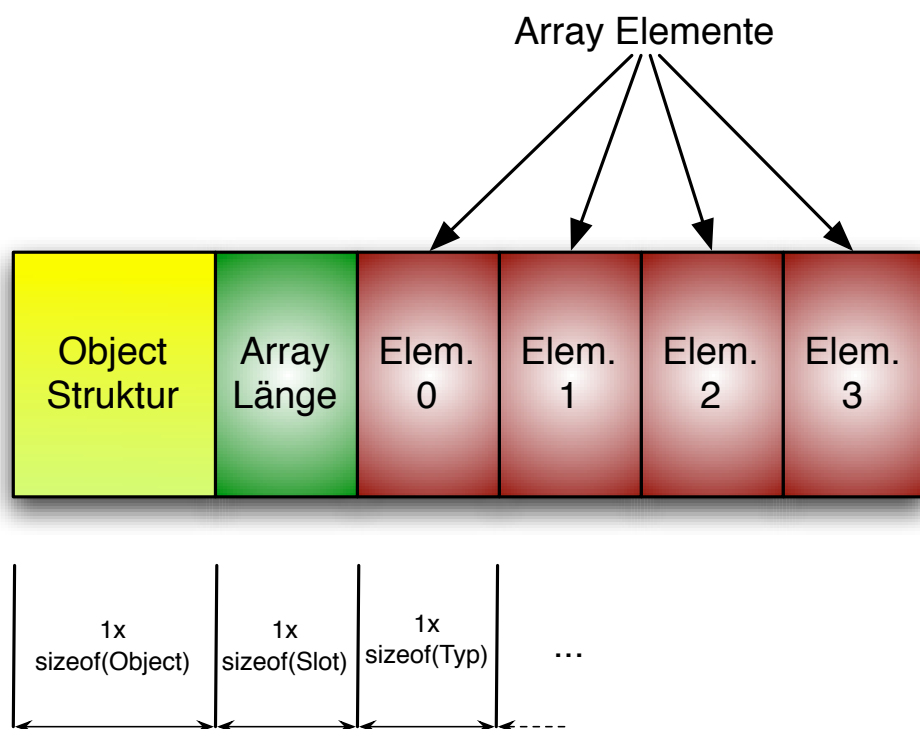 Array Elemente
Object
Struktur
Array
Länge
Elem.
0
Elem.
1
Elem.
2
Elem.
3
1x
sizeof(Object)
1x
sizeof(Slot)
1x
sizeof(Typ)
...